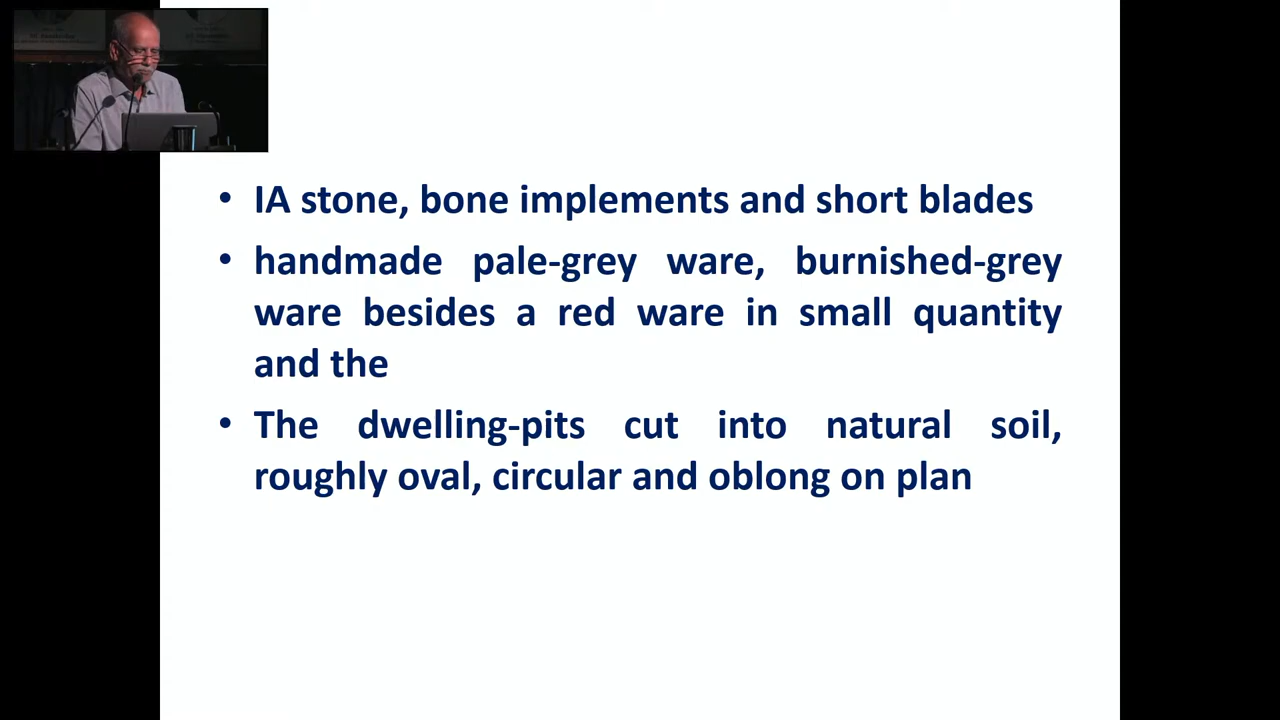 • IA stone, bone implements and short blades
• handmade pale-grey ware, burnished-grey
ware besides a red ware in small quantity
and the
• The dwelling-pits cut into natural soil,
roughly oval, circular and oblong on plan